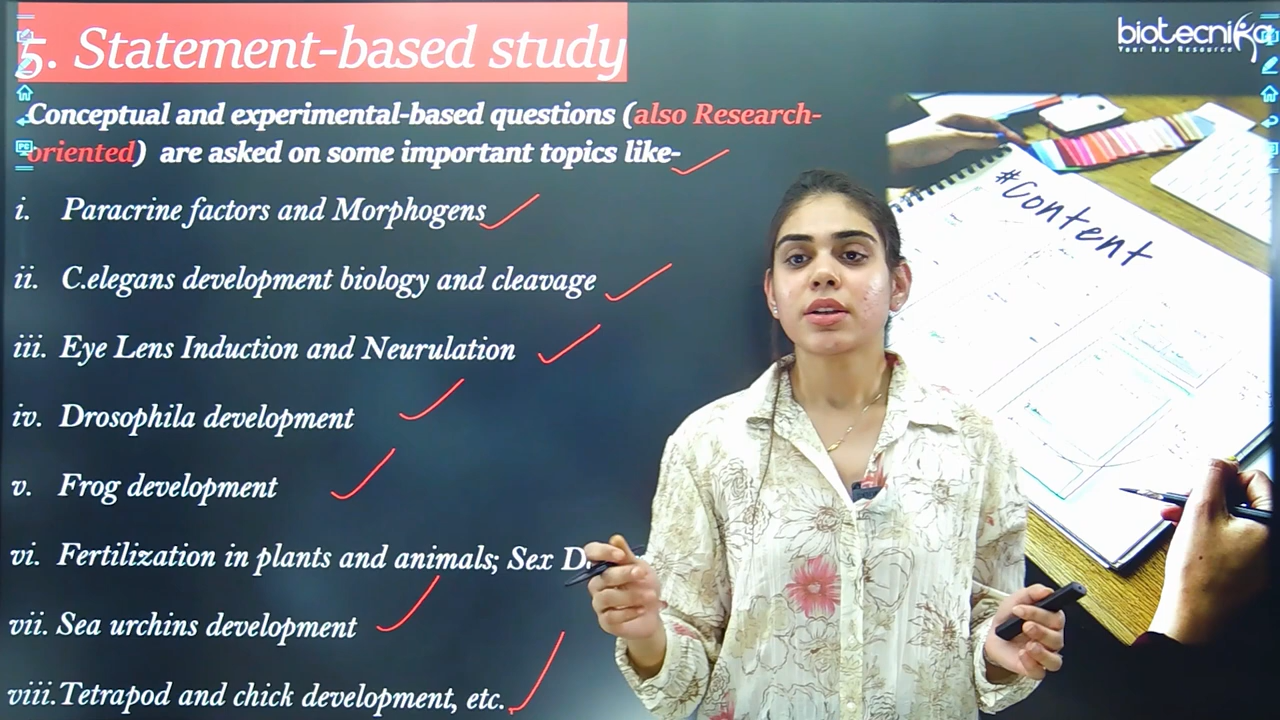 5. Statement-based study
biotecnika
Your Bio Resource
Conceptual and experimental-based questions (also Research-
oriented) are asked on some important topics like-
#Content
i. Paracrine factors and Morphogens
ii. C.elegans development biology and cleavage
iii. Eye Lens Induction and Neurulation
iv. Drosophila development
v. Frog development
vi. Fertilization in plants and animals; Sex D
vii. Sea urchins development
viii. Tetrapod and chick development, etc.